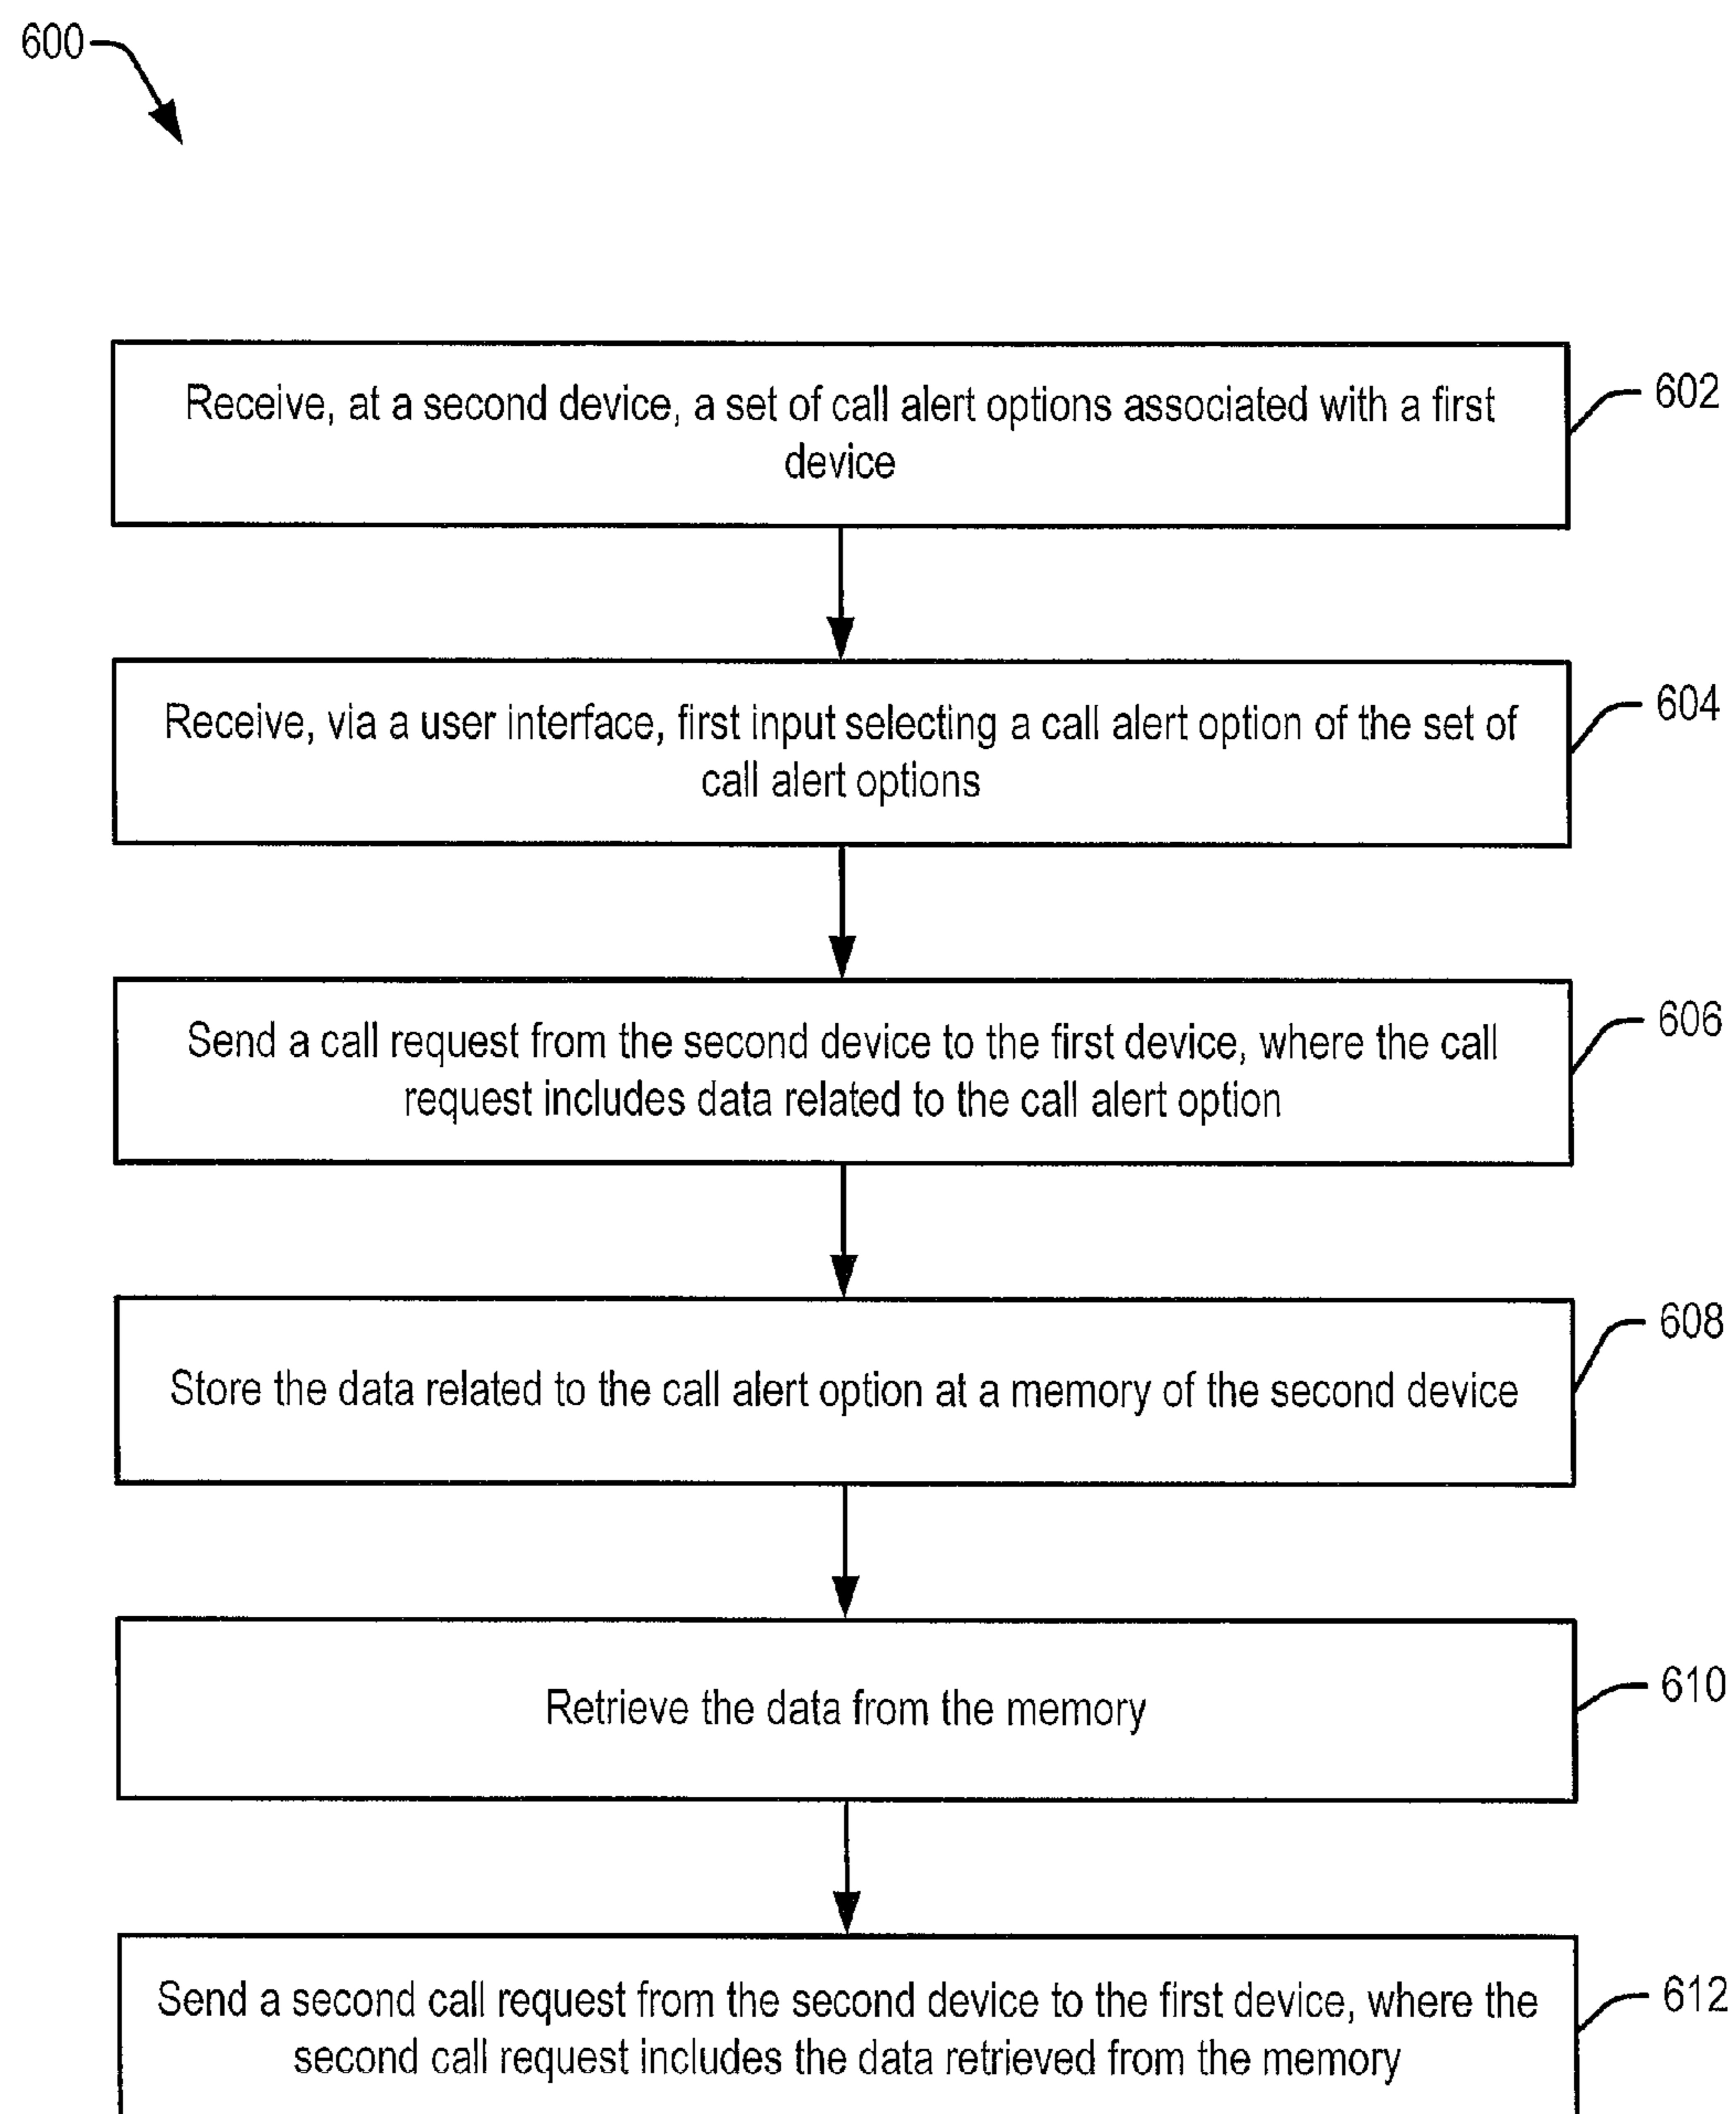 600
Receive, at a second device, a set of call alert options associated with a first
device
602
Receive, via a user interface, first input selecting a call alert option of the set of
call alert options
604
Send a call request from the second device to the first device, where the call
request includes data related to the call alert option
606
Store the data related to the call alert option at a memory of the second device
608
Retrieve the data from the memory
610
Send a second call request from the second device to the first device, where the
second call request includes the data retrieved from the memory
612